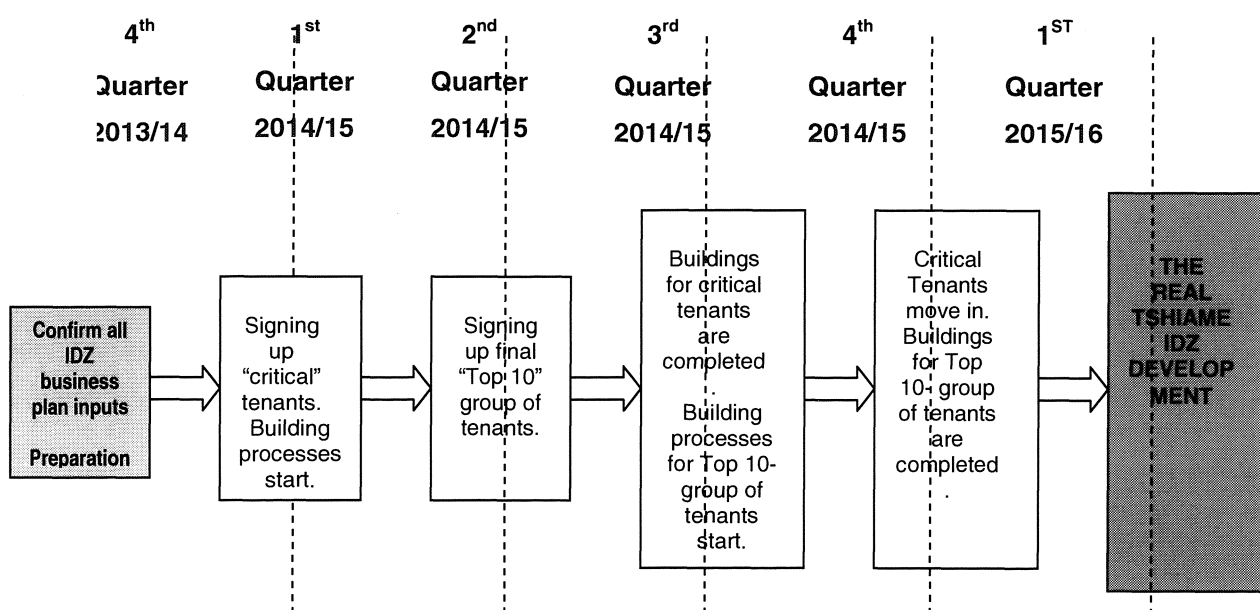 4th
Quarter
2013/14
1st
Quarter
2014/15
2nd
Quarter
2014/15
3rd
Quarter
2014/15
4th
Quarter
2014/15
1ST
Quarter
2015/16
Confirm all
IDZ
business
plan inputs
Preparation
Signing
up
“critical”
tenants.
Building
processes
start.
Signing
up final
“Top 10”
group of
tenants.
Buildings
for critical
tenants
are
completed
.
Building
processes
for Top 10-
group of
tenants
start.
Critical
Tenants
move in.
Buildings
for Top
10- group
of tenants
are
completed
.
THE
REAL
TSHIAME
IDZ
DEVELOP
MENT